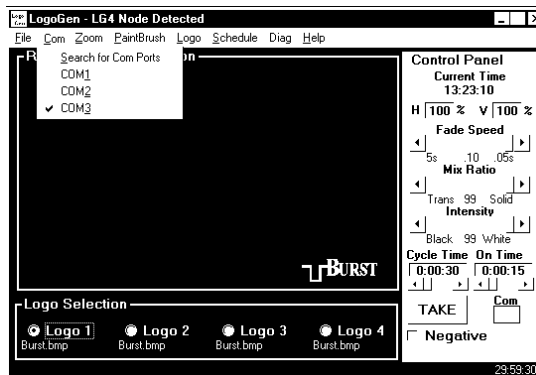 LogoGen - LG4 Node Detected
File Com Zoom PaintBrush Logo Schedule Diag Help
Search for Com Ports
COM1
COM2
✓ COM3
BURST
Control Panel
Current Time
13:23:10
H 100 % V 100 %
Fade Speed
5s .10 .05s
Mix Ratio
Trans 99 Solid
Intensity
Black 99 White
Cycle Time On Time
0:00:30 0:00:15
TAKE Com
Negative
Logo Selection
Logo 1 Logo 2 Logo 3 Logo 4
Burst.bmp Burst.bmp Burst.bmp Burst.bmp
29:59:30